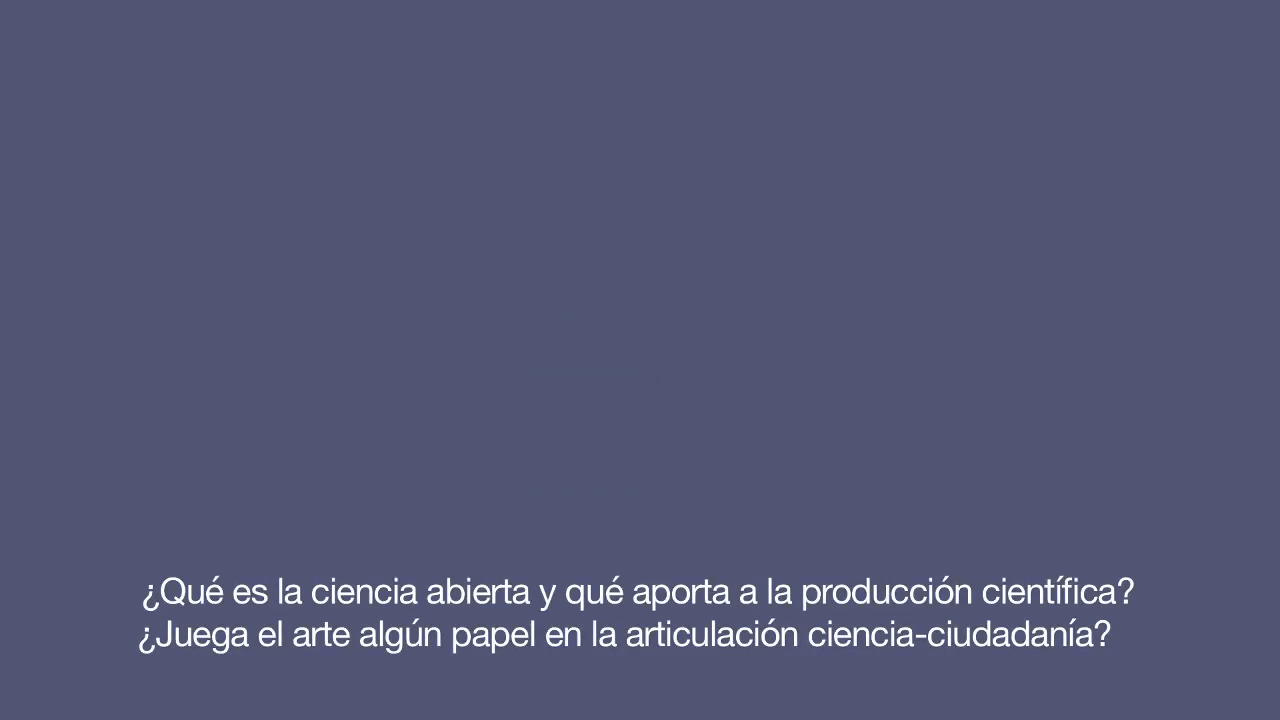 ¿Qué es la ciencia abierta y qué aporta a la producción científica?
¿Juega el arte algún papel en la articulación ciencia-ciudadanía?